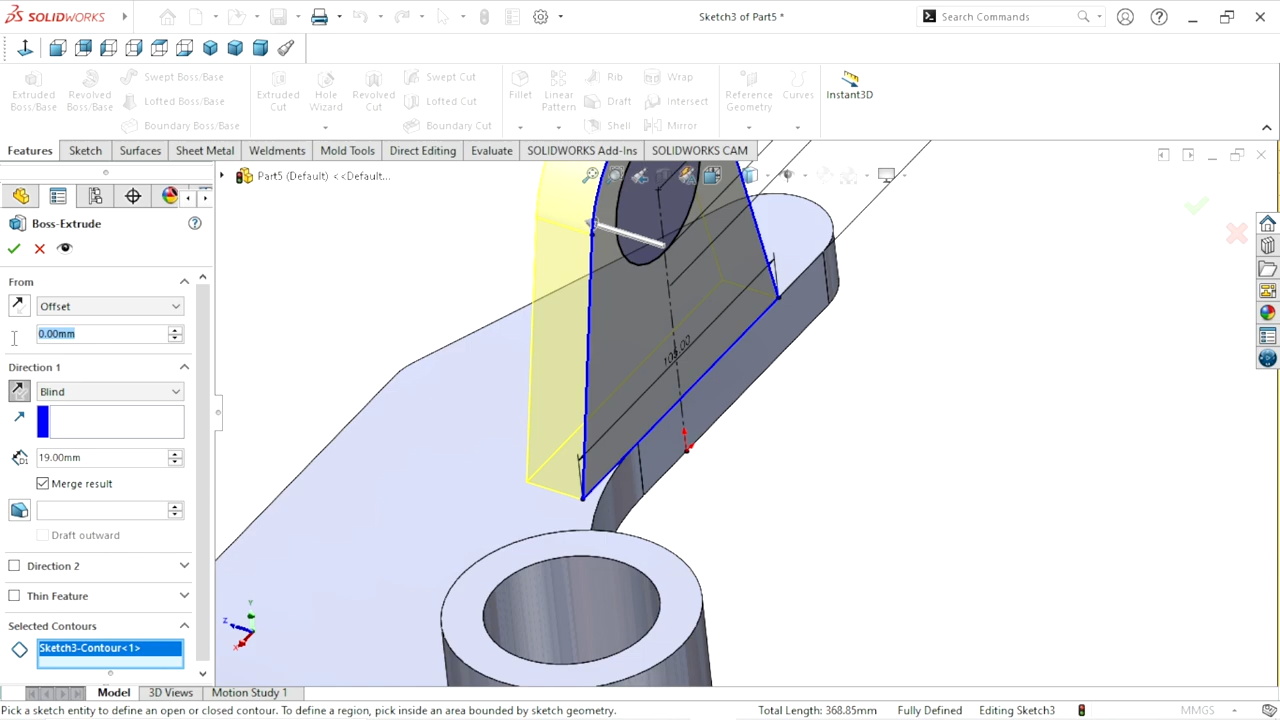 SOLIDWORKS
Sketch3 of Part5 *
Search Commands
Extruded Boss/Base
Revolved Boss/Base
Swept Boss/Base
Lofted Boss/Base
Boundary Boss/Base
Extruded Cut
Hole Wizard
Revolved Cut
Swept Cut
Lofted Cut
Boundary Cut
Fillet
Linear Pattern
Rib
Draft
Shell
Wrap
Intersect
Mirror
Reference Geometry
Curves
Instant3D
Features
Sketch
Surfaces
Sheet Metal
Weldments
Mold Tools
Direct Editing
Evaluate
SOLIDWORKS Add-Ins
SOLIDWORKS CAM
Part5 (Default) <<Default...
Boss-Extrude
From
Offset
0.00mm
Direction 1
Blind
D1
19.00mm
Merge result
Draft outward
Direction 2
Thin Feature
Selected Contours
Sketch3-Contour<1>
Y
Z
X
Model
3D Views
Motion Study 1
Pick a sketch entity to define an open or closed contour. To define a region, pick inside an area bounded by sketch geometry.
Total Length: 368.85mm
Fully Defined
Editing Sketch3
MMGS